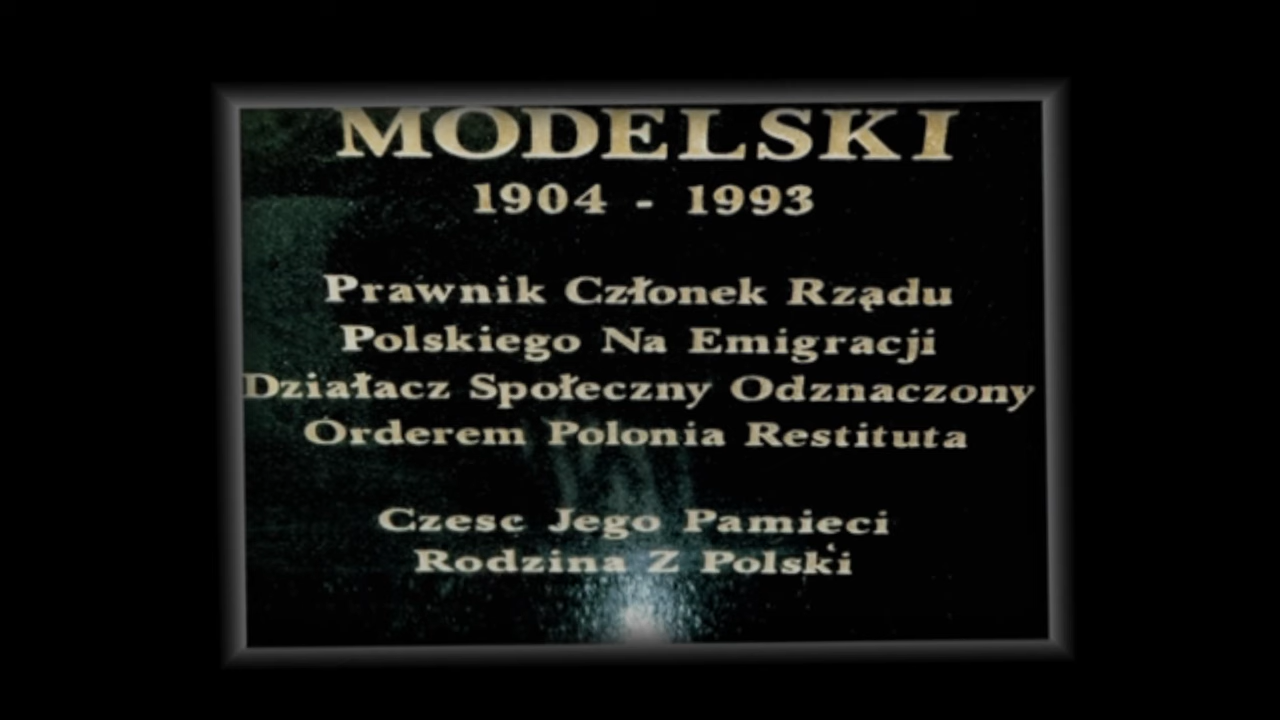 MODELSKI
1904 - 1993
Prawnik Członek Rządu
Polskiego Na Emigracji
Działacz Społeczny Odznaczony
Orderem Polonia Restituta
Czesc Jego Pamięci
Rodzina Z Polski